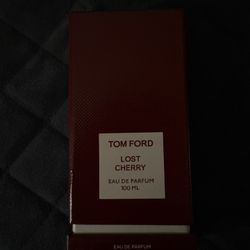 TOM FORD
LOST
CHERRY
EAU DE PARFUM
100 ML
EAU DE PARFUM